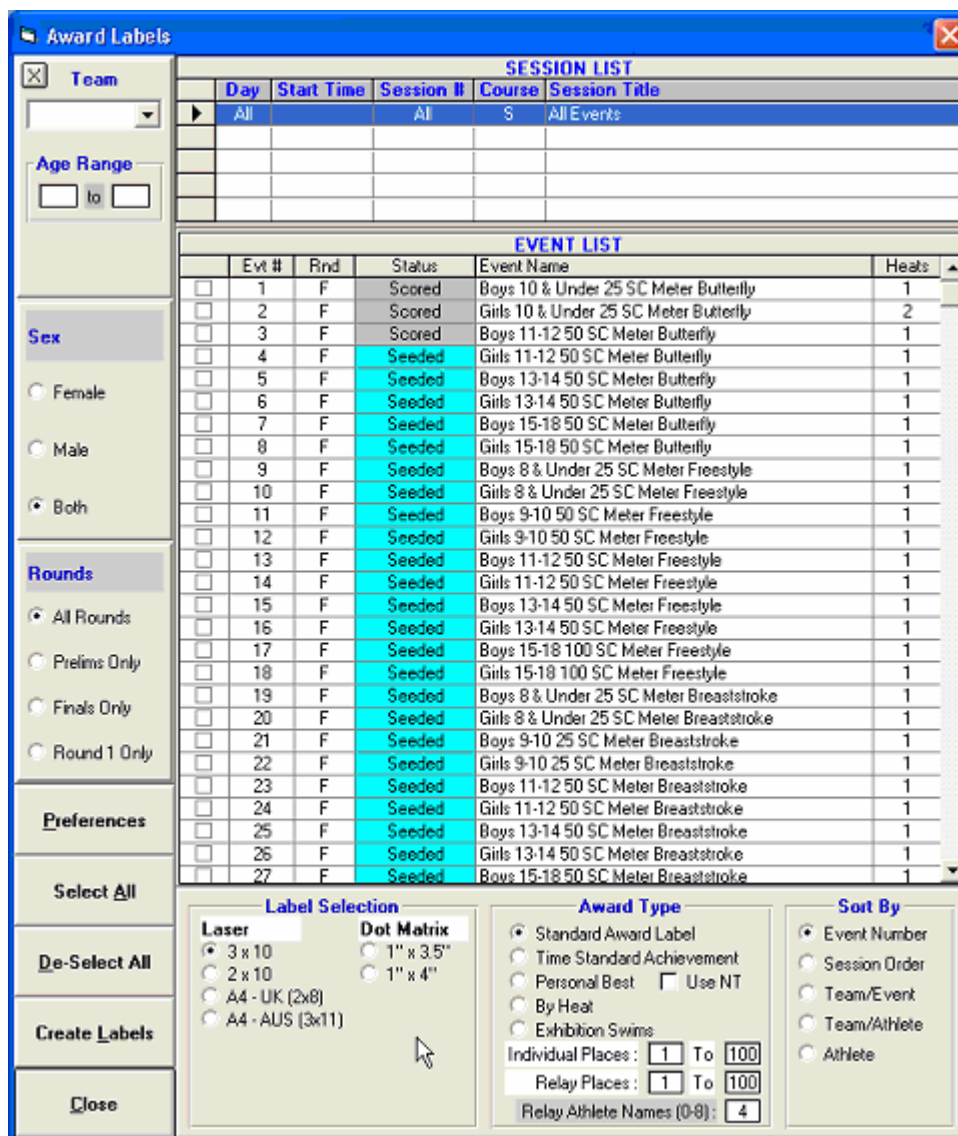 Award Labels
Team
Age Range
to
Sex
Female
Male
Both
Rounds
All Rounds
Prelims Only
Finals Only
Round 1 Only
Preferences
Select All
De-Select All
Create Labels
Close
SESSION LIST
Day Start Time Session # Course Session Title
All All S All Events
EVENT LIST
Evt # Rnd Status Event Name Heats
1 F Scored Boys 10 & Under 25 SC Meter Butterfly 1
2 F Scored Girls 10 & Under 25 SC Meter Butterfly 2
3 F Scored Boys 11-12 50 SC Meter Butterfly 1
4 F Seeded Girls 11-12 50 SC Meter Butterfly 1
5 F Seeded Boys 13-14 50 SC Meter Butterfly 1
6 F Seeded Girls 13-14 50 SC Meter Butterfly 1
7 F Seeded Boys 15-18 50 SC Meter Butterfly 1
8 F Seeded Girls 15-18 50 SC Meter Butterfly 1
9 F Seeded Boys 8 & Under 25 SC Meter Freestyle 1
10 F Seeded Girls 8 & Under 25 SC Meter Freestyle 1
11 F Seeded Boys 9-10 50 SC Meter Freestyle 1
12 F Seeded Girls 9-10 50 SC Meter Freestyle 1
13 F Seeded Boys 11-12 50 SC Meter Freestyle 1
14 F Seeded Girls 11-12 50 SC Meter Freestyle 1
15 F Seeded Boys 13-14 50 SC Meter Freestyle 1
16 F Seeded Girls 13-14 50 SC Meter Freestyle 1
17 F Seeded Boys 15-18 100 SC Meter Freestyle 1
18 F Seeded Girls 15-18 100 SC Meter Freestyle 1
19 F Seeded Boys 8 & Under 25 SC Meter Breaststroke 1
20 F Seeded Girls 8 & Under 25 SC Meter Breaststroke 1
21 F Seeded Boys 9-10 25 SC Meter Breaststroke 1
22 F Seeded Girls 9-10 25 SC Meter Breaststroke 1
23 F Seeded Boys 11-12 50 SC Meter Breaststroke 1
24 F Seeded Girls 11-12 50 SC Meter Breaststroke 1
25 F Seeded Boys 13-14 50 SC Meter Breaststroke 1
26 F Seeded Girls 13-14 50 SC Meter Breaststroke 1
27 F Seeded Boys 15-18 50 SC Meter Breaststroke 1
Label Selection
Laser Dot Matrix
3 x 10 1" x 3.5"
2 x 10 1" x 4"
A4 - UK (2x8)
A4 - AUS (3x11)
Award Type
Standard Award Label
Time Standard Achievement
Personal Best Use NT
By Heat
Exhibition Swims
Individual Places : 1 To 100
Relay Places : 1 To 100
Relay Athlete Names (0-8) : 4
Sort By
Event Number
Session Order
Team/Event
Team/Athlete
Athlete